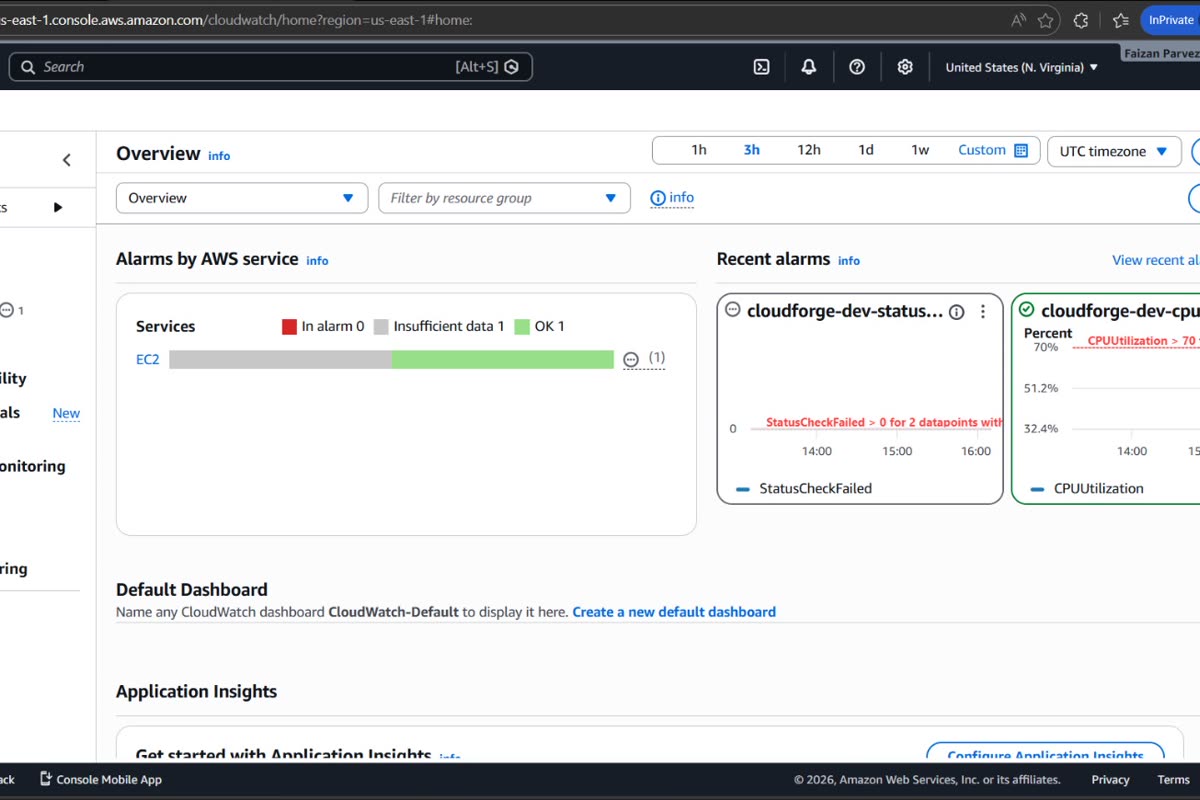 s-east-1.console.aws.amazon.com/cloudwatch/home?region=us-east-1#home:
InPrivate
Search [Alt+S]
United States (N. Virginia)
Faizan Parvez
Overview info
1h 3h 12h 1d 1w Custom
UTC timezone
Overview
Filter by resource group
info
1
ility
als New
onitoring
ring
Alarms by AWS service info
Services
In alarm 0 Insufficient data 1 OK 1
EC2 (1)
Recent alarms info
View recent al
cloudforge-dev-status...
0
StatusCheckFailed > 0 for 2 datapoints with
14:00 15:00 16:00
StatusCheckFailed
cloudforge-dev-cpu
Percent
70%
CPUUtilization > 70
51.2%
32.4%
14:00 15
CPUUtilization
Default Dashboard
Name any CloudWatch dashboard CloudWatch-Default to display it here. Create a new default dashboard
Application Insights
Get started with Application Insights info
Configure Application Insights
ack
Console Mobile App
© 2026, Amazon Web Services, Inc. or its affiliates.
Privacy
Terms